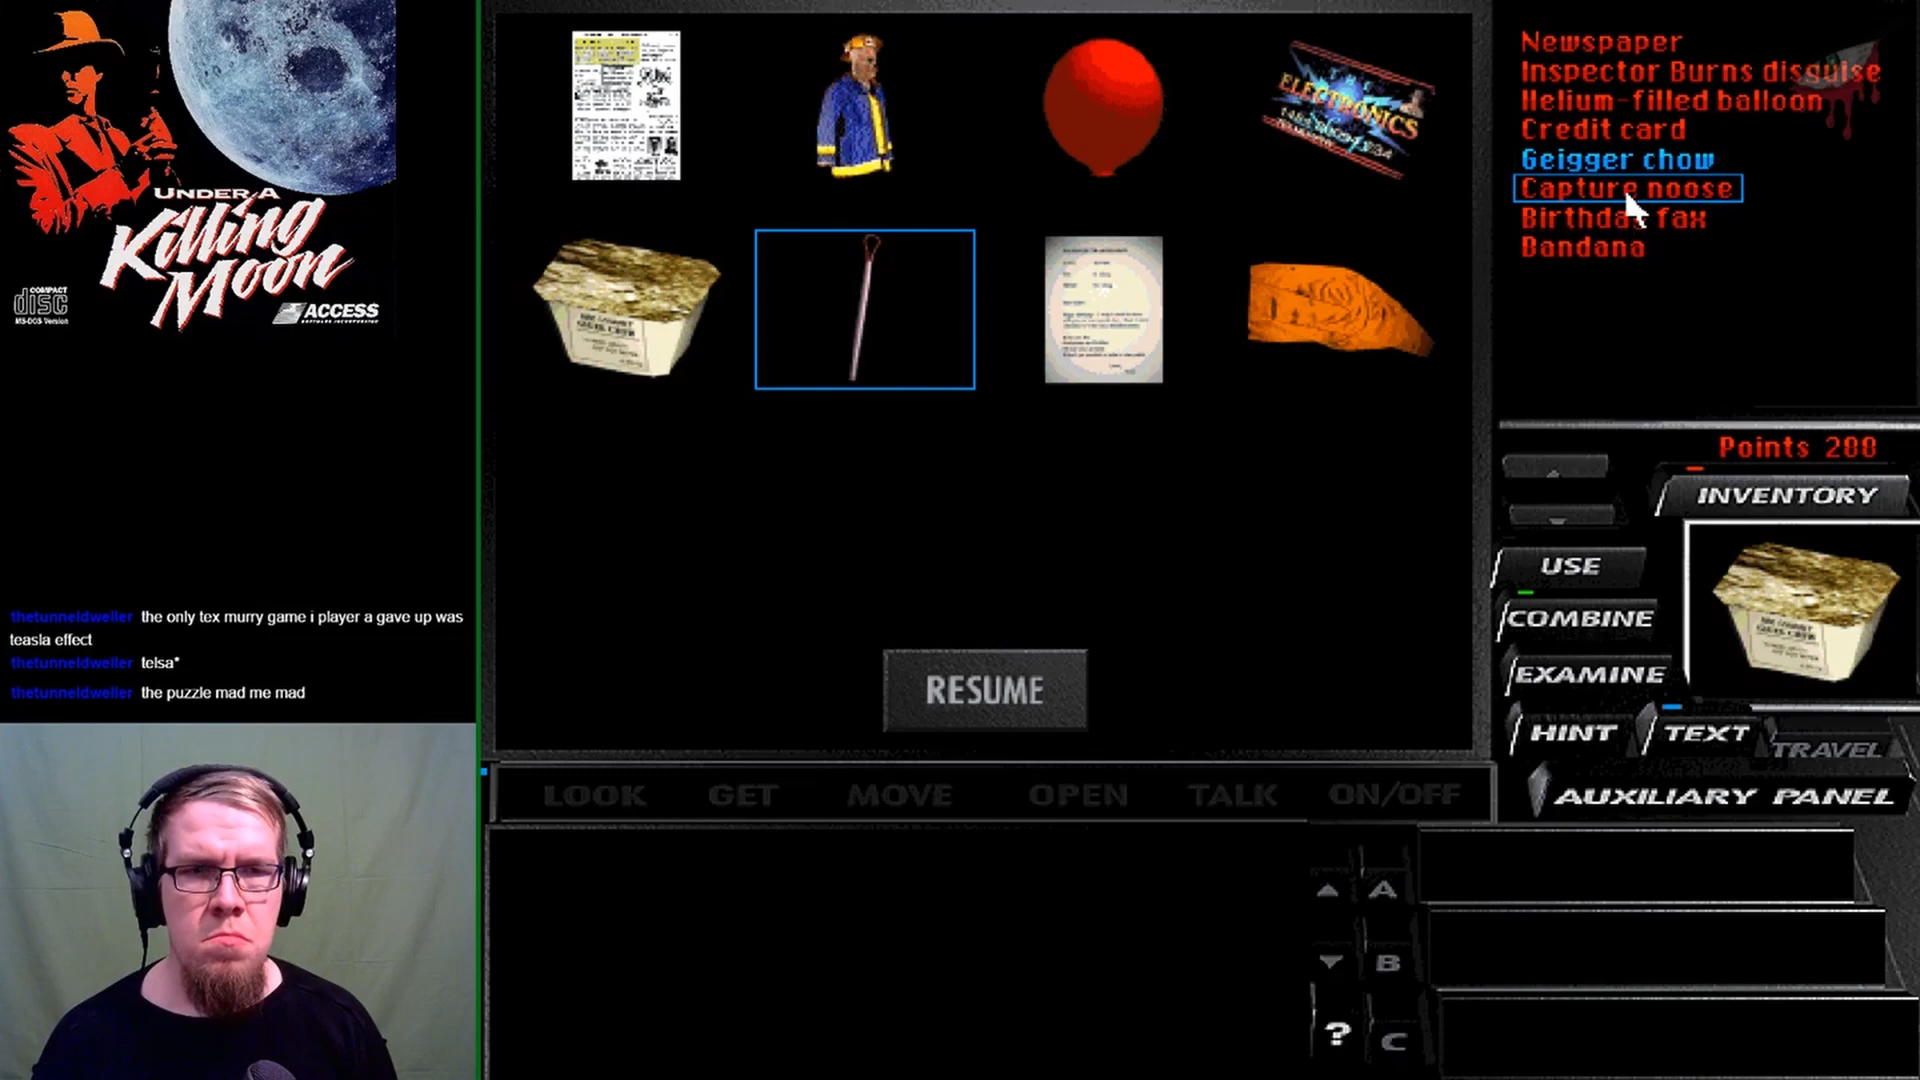 UNDER A
Killing
Moon
COMPACT
disc
MS-DOS Version
ACCESS
SOFTWARE INCORPORATED
thetunneldweller the only tex murry game i player a gave up was
teasla effect
thetunneldweller telsa*
thetunneldweller the puzzle mad me mad
ELECTRONICS
RESUME
LOOK GET MOVE OPEN TALK ON/OFF
Newspaper
Inspector Burns disguise
Helium-filled balloon
Credit card
Geigger chow
Capture noose
Birthday fax
Bandana
Points 288
INVENTORY
USE
COMBINE
EXAMINE
HINT TEXT TRAVEL
AUXILIARY PANEL
A
B
? C